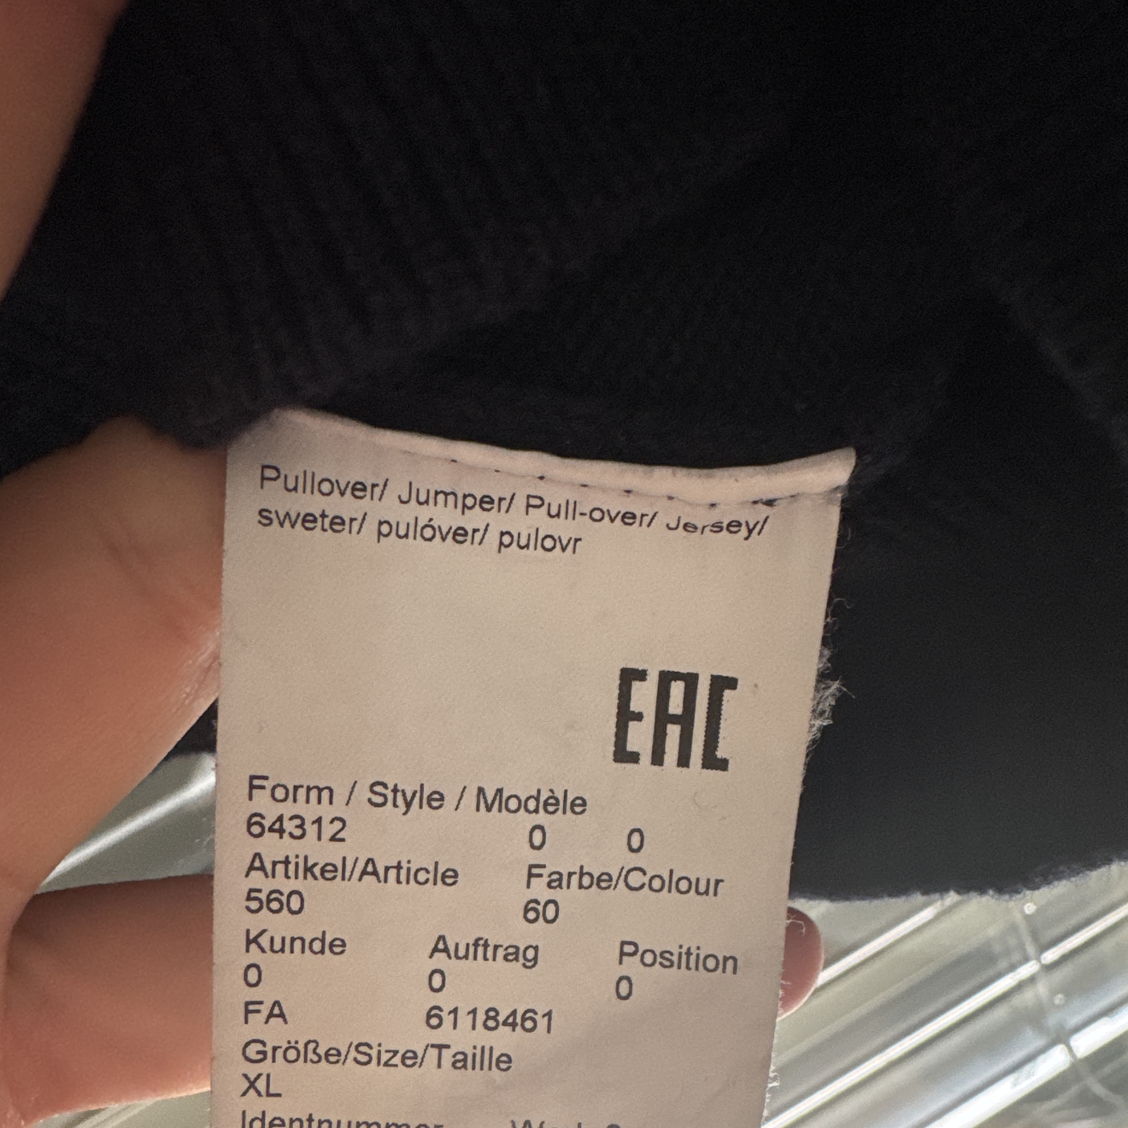 Pullover/ Jumper/ Pull-over/ Jersey/
sweter/ pulóver/ pulovr
EAC
Form / Style / Modèle
64312 0 0
Artikel/Article Farbe/Colour
560 60
Kunde Auftrag Position
0 0 0
FA 6118461
Größe/Size/Taille
XL
Identnummer